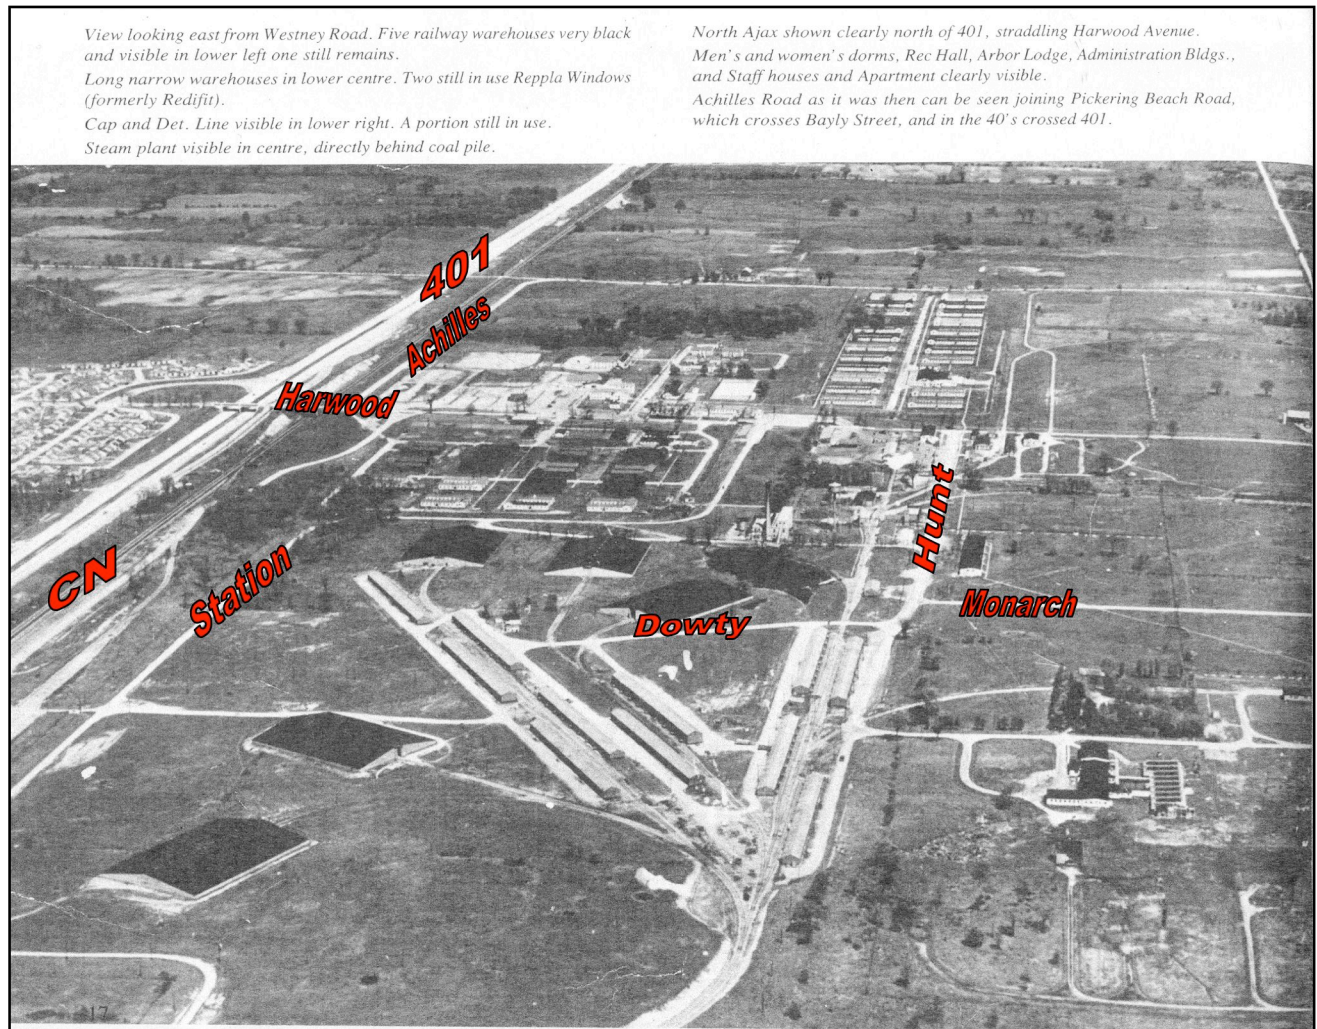 View looking east from Westney Road. Five railway warehouses very black
and visible in lower left one still remains.
Long narrow warehouses in lower centre. Two still in use Reppla Windows
(formerly Redifit).
Cap and Det. Line visible in lower right. A portion still in use.
Steam plant visible in centre, directly behind coal pile.
North Ajax shown clearly north of 401, straddling Harwood Avenue.
Men's and women's dorms, Rec Hall, Arbor Lodge, Administration Bldgs.,
and Staff houses and Apartment clearly visible.
Achilles Road as it was then can be seen joining Pickering Beach Road,
which crosses Bayly Street, and in the 40's crossed 401.
401
Achilles
Harwood
Hunt
CN
Station
Dowty
Monarch
17